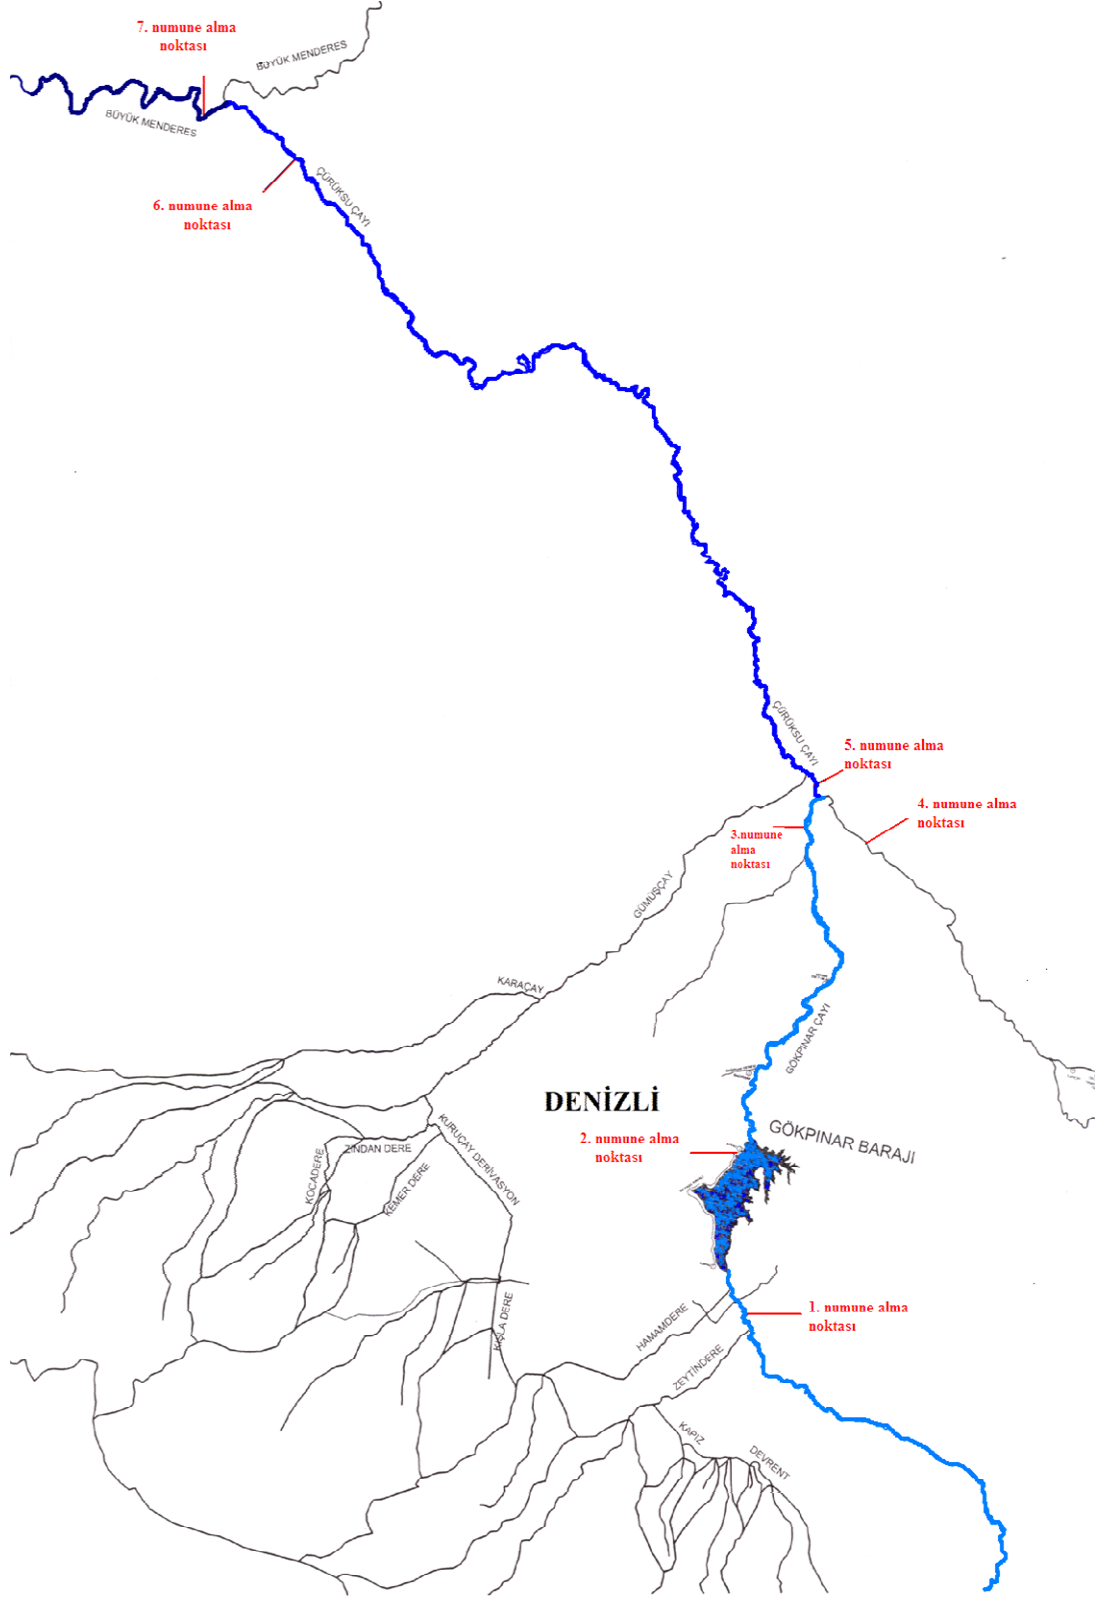 7. numune alma
noktası
BÜYÜK MENDERES
BÜYÜK MENDERES
6. numune alma
noktası
ÇÜRÜKSU ÇAYI
ÇÜRÜKSU ÇAYI
5. numune alma
noktası
4. numune alma
noktası
3.numune
alma
noktası
GÜMÜŞÇAY
KARAÇAY
GÖKPINAR ÇAYI
DENİZLİ
GÖKPINAR BARAJI
2. numune alma
noktası
KURUÇAY DERİVASYON
ZINDAN DERE
KOCADERE
KEMER DERE
1. numune alma
noktası
HAMAMDERE
KIŞLA DERE
ZEYTİNDERE
KAPIZ
DEVRENT